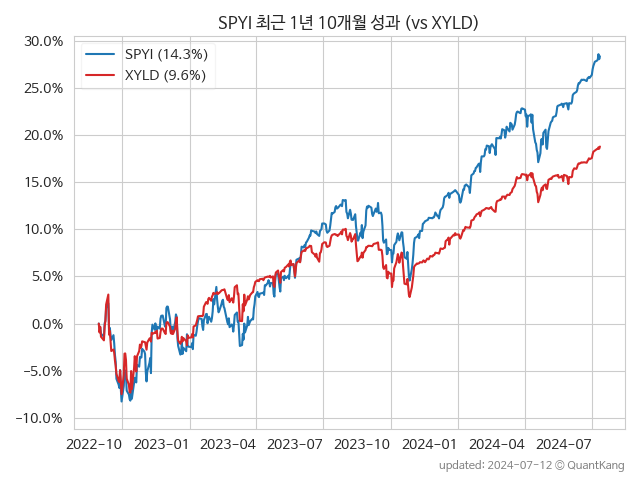 SPYI 최근 1년 10개월 성과 (vs XYLD)
SPYI (14.3%)
XYLD (9.6%)
30.0%
25.0%
20.0%
15.0%
10.0%
5.0%
0.0%
−5.0%
−10.0%
2022-10 2023-01 2023-04 2023-07 2023-10 2024-01 2024-04 2024-07
updated: 2024-07-12 © QuantKang